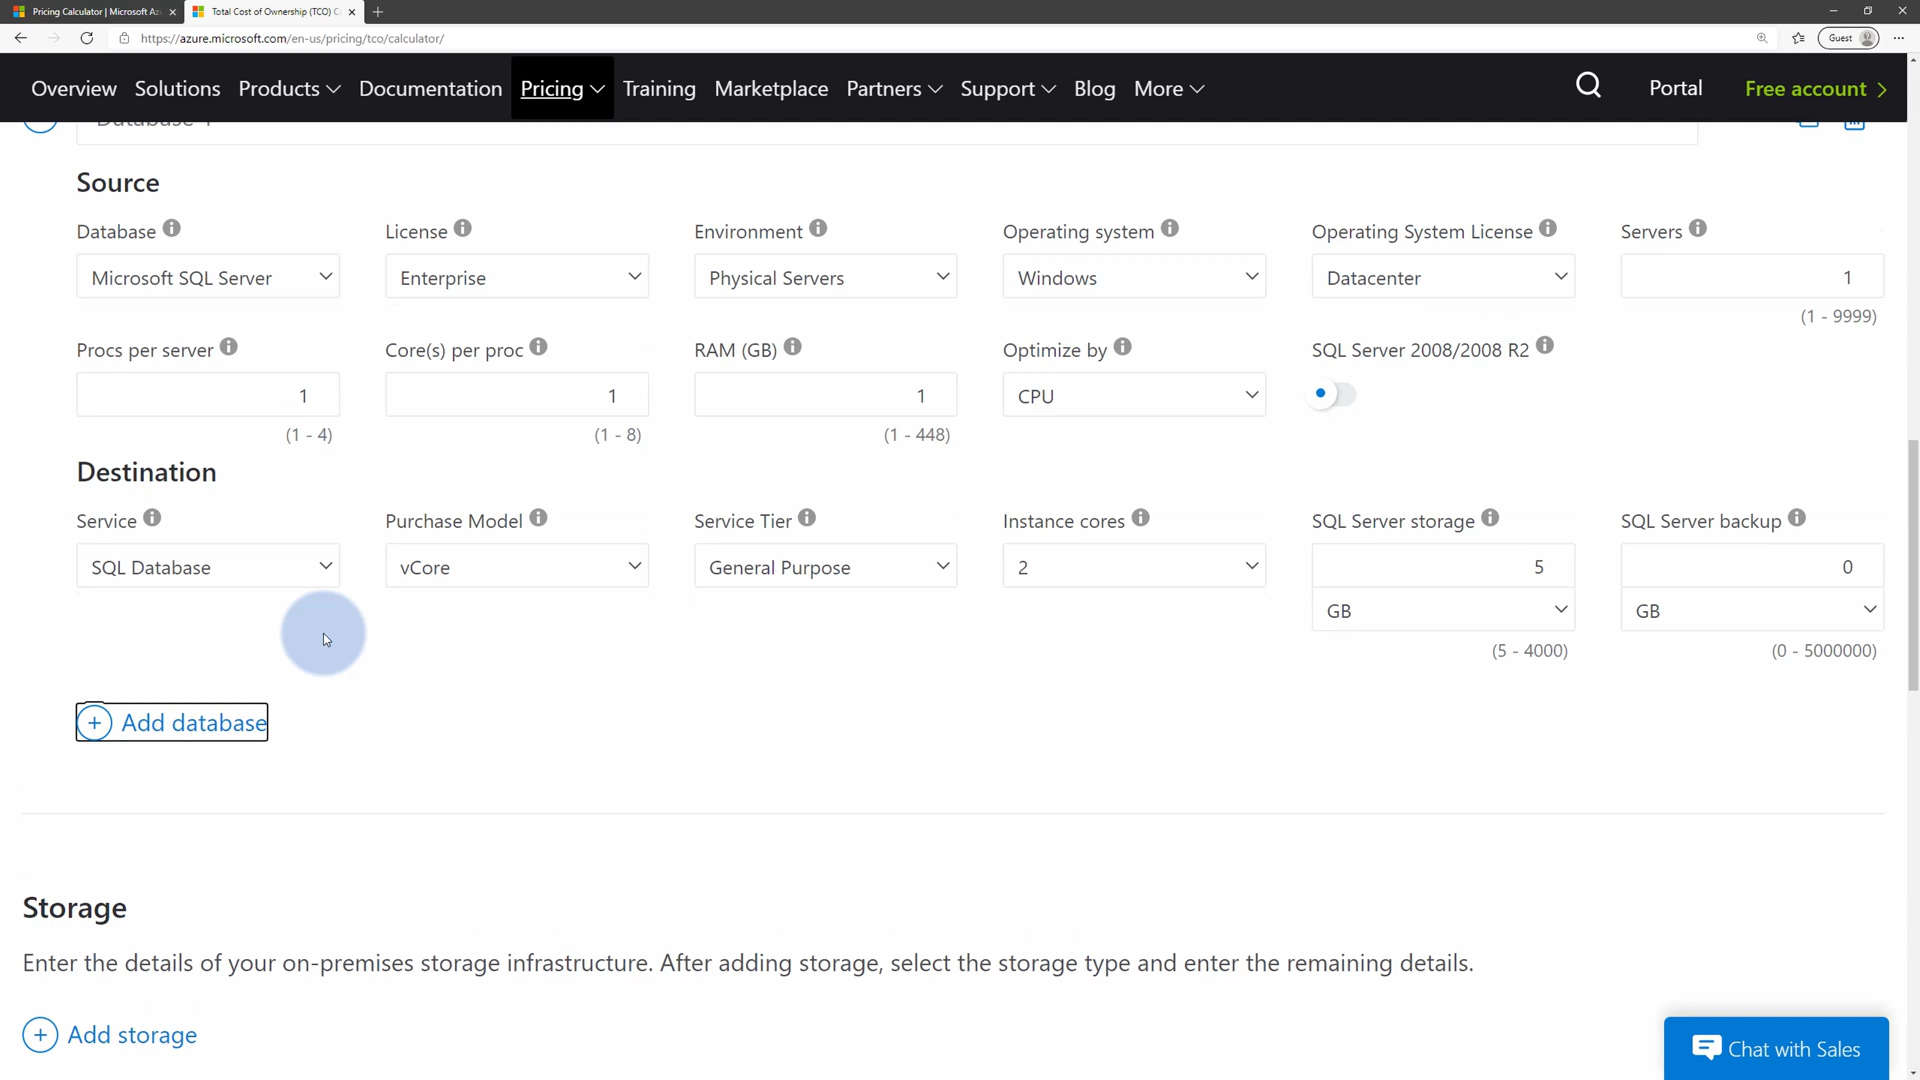 Pricing Calculator | Microsoft Az
Total Cost of Ownership (TCO) C
https://azure.microsoft.com/en-us/pricing/tco/calculator/
Guest
Overview Solutions Products Documentation Pricing Training Marketplace Partners Support Blog More Portal Free account
Database 1
Source
Database License Environment Operating system Operating System License Servers
Microsoft SQL Server Enterprise Physical Servers Windows Datacenter 1
(1 - 9999)
Procs per server Core(s) per proc RAM (GB) Optimize by SQL Server 2008/2008 R2
1 1 1 CPU
(1 - 4) (1 - 8) (1 - 448)
Destination
Service Purchase Model Service Tier Instance cores SQL Server storage SQL Server backup
SQL Database vCore General Purpose 2 5 0
GB GB
(5 - 4000) (0 - 5000000)
+ Add database
Storage
Enter the details of your on-premises storage infrastructure. After adding storage, select the storage type and enter the remaining details.
+ Add storage
Chat with Sales